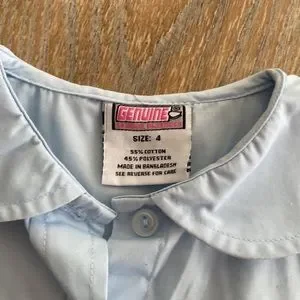 GENUINE
SIZE: 4
55% COTTON
45% POLYESTER
MADE IN BANGLADESH
SEE REVERSE FOR CARE